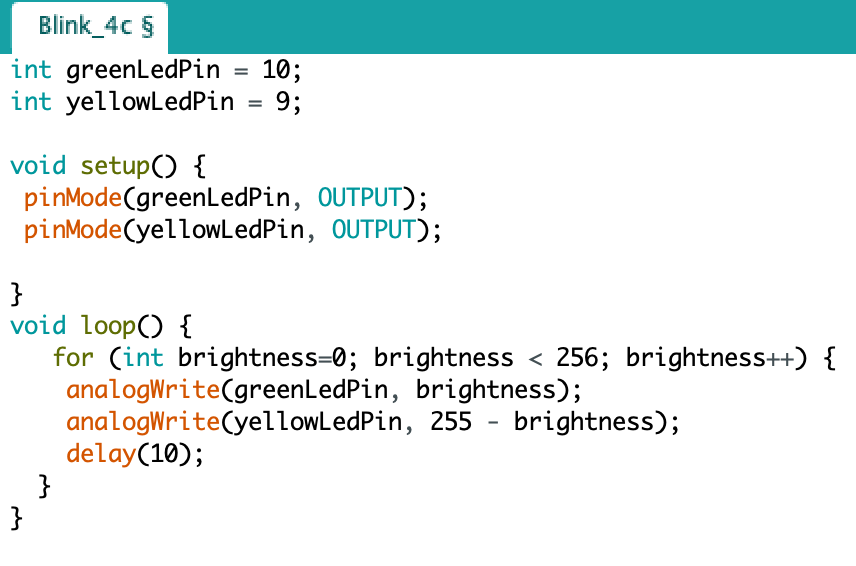 Blink_4c §
int greenLedPin = 10;
int yellowLedPin = 9;
void setup() {
pinMode(greenLedPin, OUTPUT);
pinMode(yellowLedPin, OUTPUT);
}
void loop() {
for (int brightness=0; brightness < 256; brightness++) {
analogWrite(greenLedPin, brightness);
analogWrite(yellowLedPin, 255 - brightness);
delay(10);
}
}